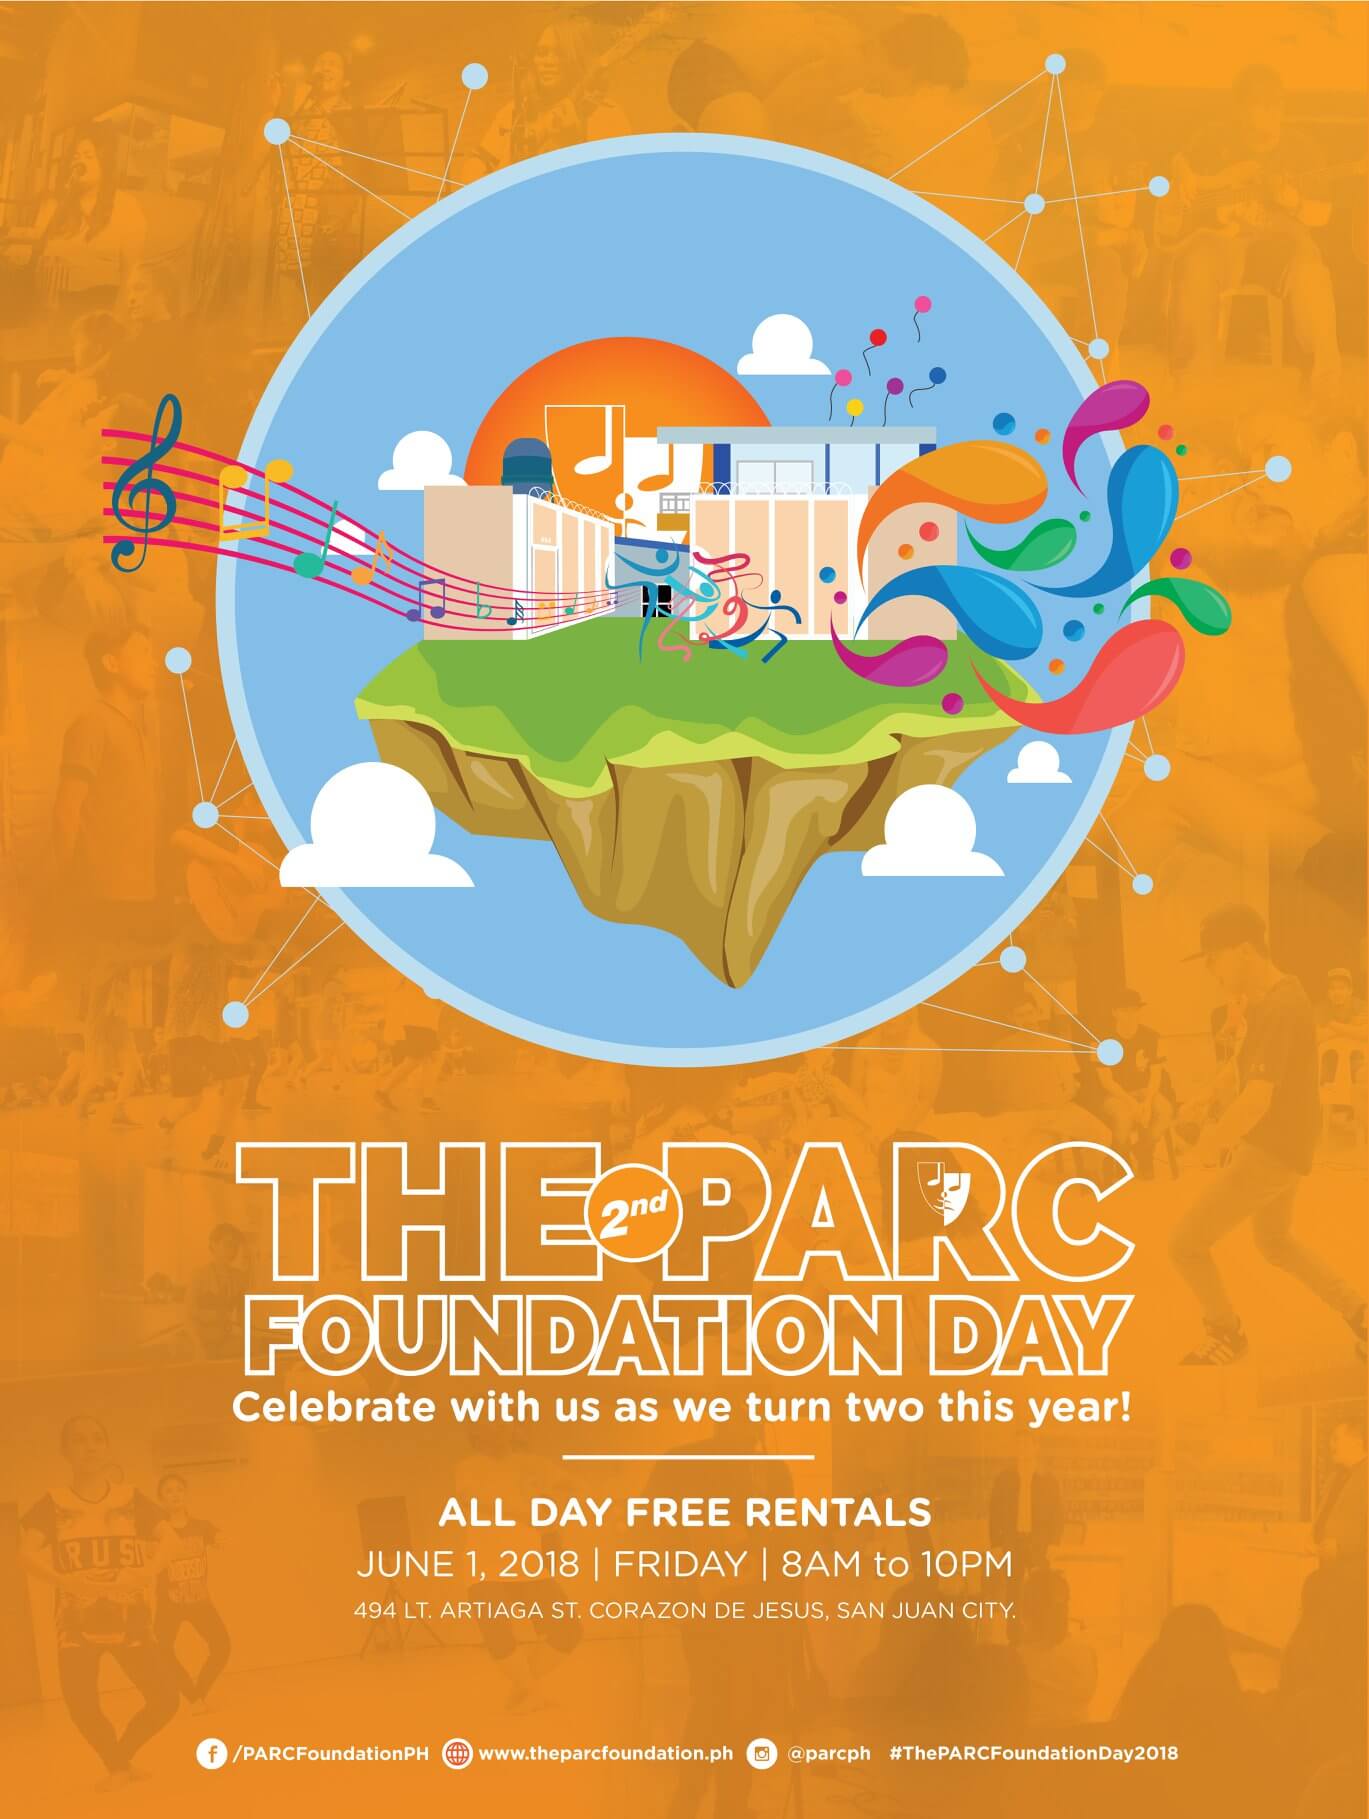 THE 2nd PARC
FOUNDATION DAY
Celebrate with us as we turn two this year!
ALL DAY FREE RENTALS
JUNE 1, 2018 | FRIDAY | 8AM to 10PM
494 LT. ARTIAGA ST. CORAZON DE JESUS, SAN JUAN CITY.
/PARCFoundationPH www.theparcfoundation.ph @parcph #ThePARCFoundationDay2018